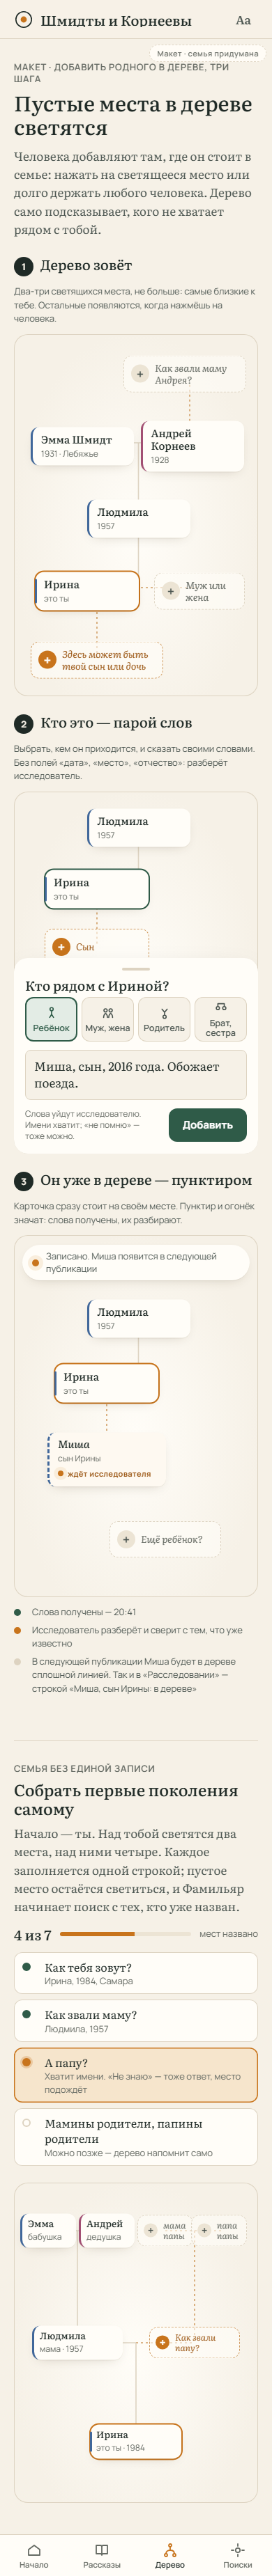 Шмидты и Корнеевы
Aa
Макет · семья придумана
МАКЕТ · ДОБАВИТЬ РОДНОГО В ДЕРЕВЕ, ТРИ
ШАГА
Пустые места в дереве
светятся
Человека добавляют там, где он стоит в
семье: нажать на светящееся место или
долго держать любого человека. Дерево
само подсказывает, кого не хватает
рядом с тобой.
1 Дерево зовёт
Два-три светящихся места, не больше: самые близкие к
тебе. Остальные появляются, когда нажмёшь на
человека.
+ Как звали маму
Андрея?
Эмма Шмидт
1931 · Лебяжье
Андрей
Корнеев
1928
Людмила
1957
Ирина
это ты
+ Муж или
жена
+ Здесь может быть
твой сын или дочь
2 Кто это — парой слов
Выбрать, кем он приходится, и сказать своими словами.
Без полей «дата», «место», «отчество»: разберёт
исследователь.
Людмила
1957
Ирина
это ты
+ Сын
Кто рядом с Ириной?
Ребёнок
Муж, жена
Родитель
Брат,
сестра
Миша, сын, 2016 года. Обожает
поезда.
Слова уйдут исследователю.
Имени хватит; «не помню» —
тоже можно.
Добавить
3 Он уже в дереве — пунктиром
Карточка сразу стоит на своём месте. Пунктир и огонёк
значат: слова получены, их разбирают.
Записано. Миша появится в следующей
публикации
Людмила
1957
Ирина
это ты
Миша
сын Ирины
ждёт исследователя
+ Ещё ребёнок?
Слова получены — 20:41
Исследователь разберёт и сверит с тем, что уже
известно
В следующей публикации Миша будет в дереве
сплошной линией. Так и в «Расследовании» —
строкой «Миша, сын Ирины: в дереве»
СЕМЬЯ БЕЗ ЕДИНОЙ ЗАПИСИ
Собрать первые поколения
самому
Начало — ты. Над тобой светятся два
места, над ними четыре. Каждое
заполняется одной строкой; пустое
место остаётся светиться, и Фамильяр
начинает поиск с тех, кто уже назван.
4 из 7
мест названо
Как тебя зовут?
Ирина, 1984, Самара
Как звали маму?
Людмила, 1957
А папу?
Хватит имени. «Не знаю» — тоже ответ, место
подождёт
Мамины родители, папины
родители
Можно позже — дерево напомнит само
Эмма
бабушка
Андрей
дедушка
+ мама
папы
+ папа
папы
Людмила
мама · 1957
+ Как звали
папу?
Ирина
это ты · 1984
Начало
Рассказы
Дерево
Поиски